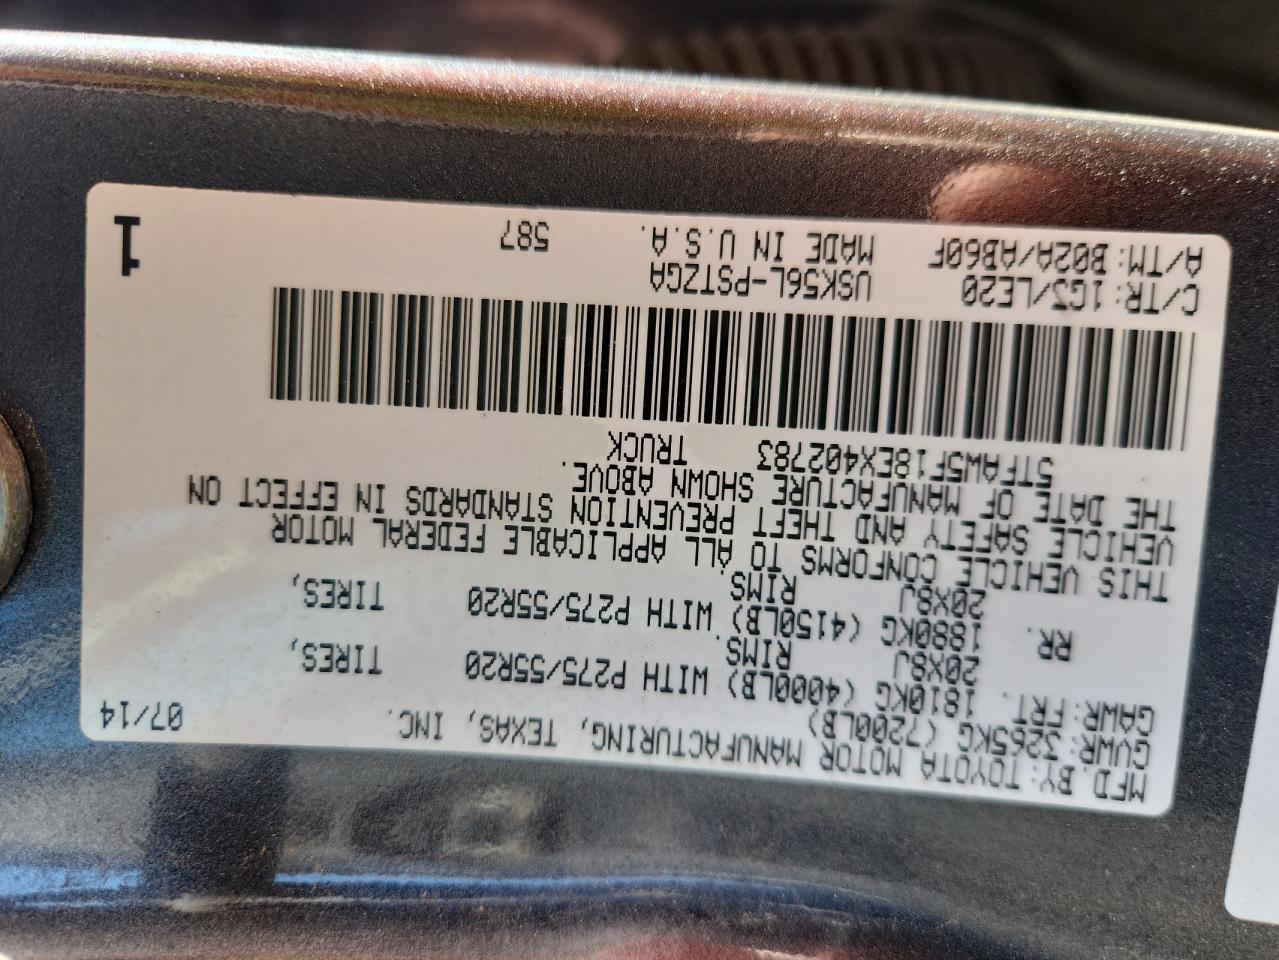 MFD. BY: TOYOTA MOTOR MANUFACTURING, TEXAS, INC. 07/14
GVWR: 3265KG (7200LB)
GAWR: FRT. 1810KG (4000LB) WITH P275/55R20 TIRES,
20X8J RIMS
RR. 1880KG (4150LB) WITH P275/55R20 TIRES,
20X8J RIMS
THIS VEHICLE CONFORMS TO ALL APPLICABLE FEDERAL MOTOR
VEHICLE SAFETY AND THEFT PREVENTION STANDARDS IN EFFECT ON
THE DATE OF MANUFACTURE SHOWN ABOVE.
5TFAW5F18EX402783 TRUCK
C/TR: 1G3/LE20 USK56L-PSTZGA
A/TM: B02A/AB60F MADE IN U.S.A. 587
1